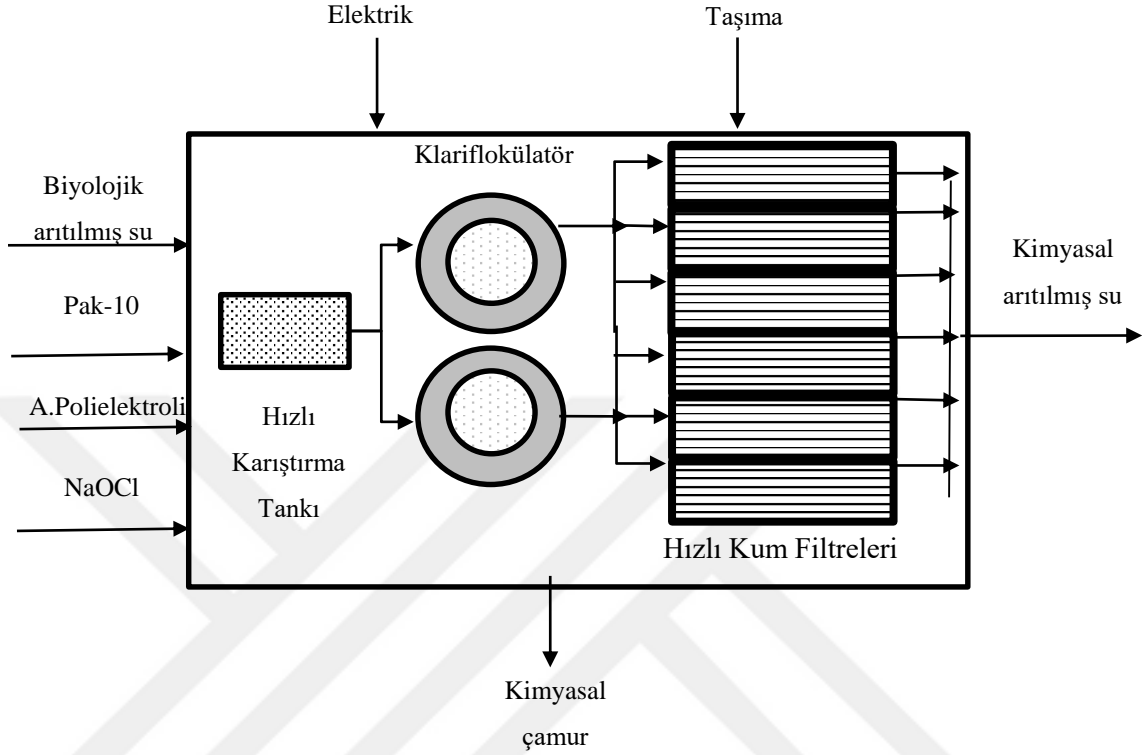 Elektrik
Taşıma
Klariflokülatör
Biyolojik
arıtılmış su
Pak-10
A.Polielektroli
NaOCl
Hızlı
Karıştırma
Tankı
Hızlı Kum Filtreleri
Kimyasal
arıtılmış su
Kimyasal
çamur